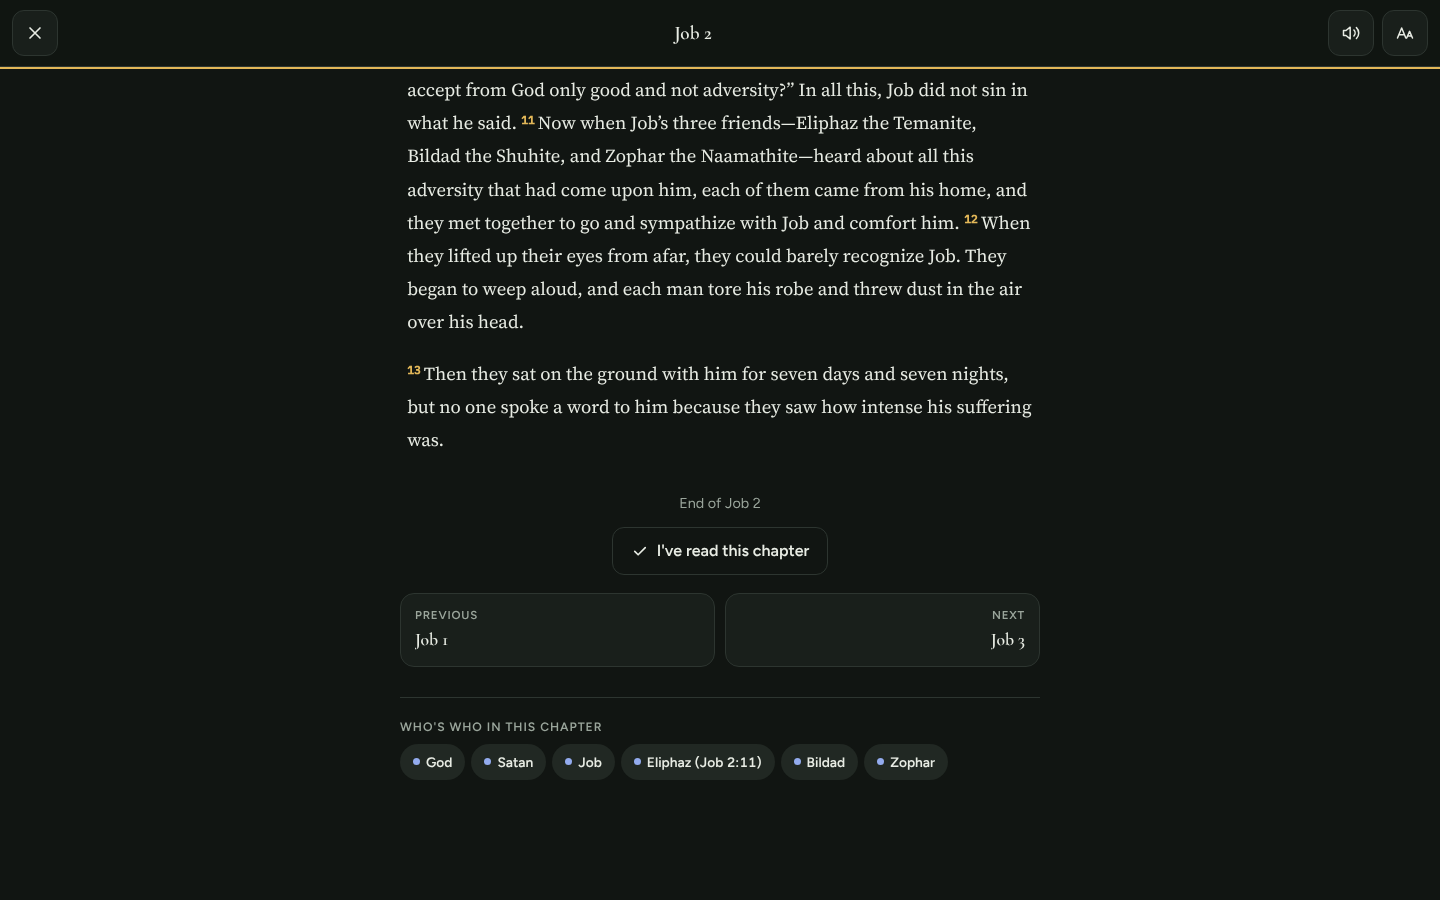 Job 2
AA
accept from God only good and not adversity?” In all this, Job did not sin in
what he said. 11 Now when Job’s three friends—Eliphaz the Temanite,
Bildad the Shuhite, and Zophar the Naamathite—heard about all this
adversity that had come upon him, each of them came from his home, and
they met together to go and sympathize with Job and comfort him. 12 When
they lifted up their eyes from afar, they could barely recognize Job. They
began to weep aloud, and each man tore his robe and threw dust in the air
over his head.
13 Then they sat on the ground with him for seven days and seven nights,
but no one spoke a word to him because they saw how intense his suffering
was.
End of Job 2
I've read this chapter
PREVIOUS
Job 1
NEXT
Job 3
WHO'S WHO IN THIS CHAPTER
God
Satan
Job
Eliphaz (Job 2:11)
Bildad
Zophar